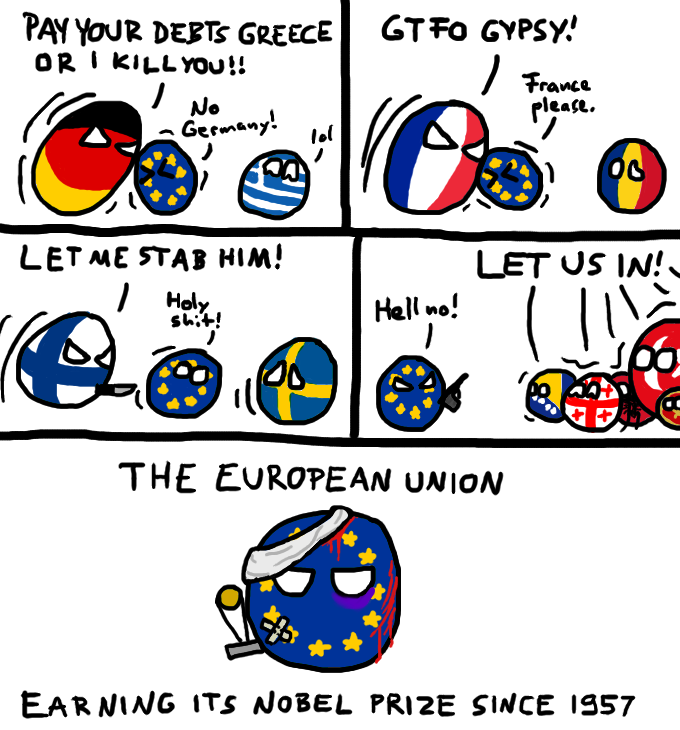 PAY YOUR DEBTS GREECE
OR I KILL YOU!!
No
Germany!
lol
GTFO GYPSY!
France
please.
LET ME STAB HIM!
Holy
shit!
LET US IN!
Hell no!
THE EUROPEAN UNION
EARNING ITS NOBEL PRIZE SINCE 1957